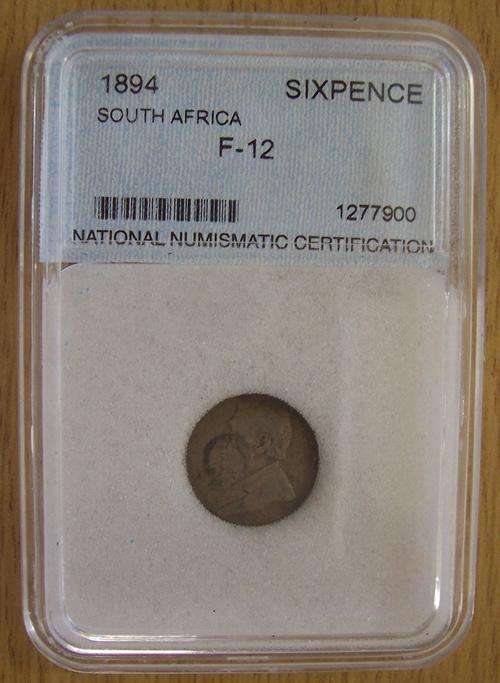 1894 SIXPENCE
SOUTH AFRICA
F-12
1277900
NATIONAL NUMISMATIC CERTIFICATION